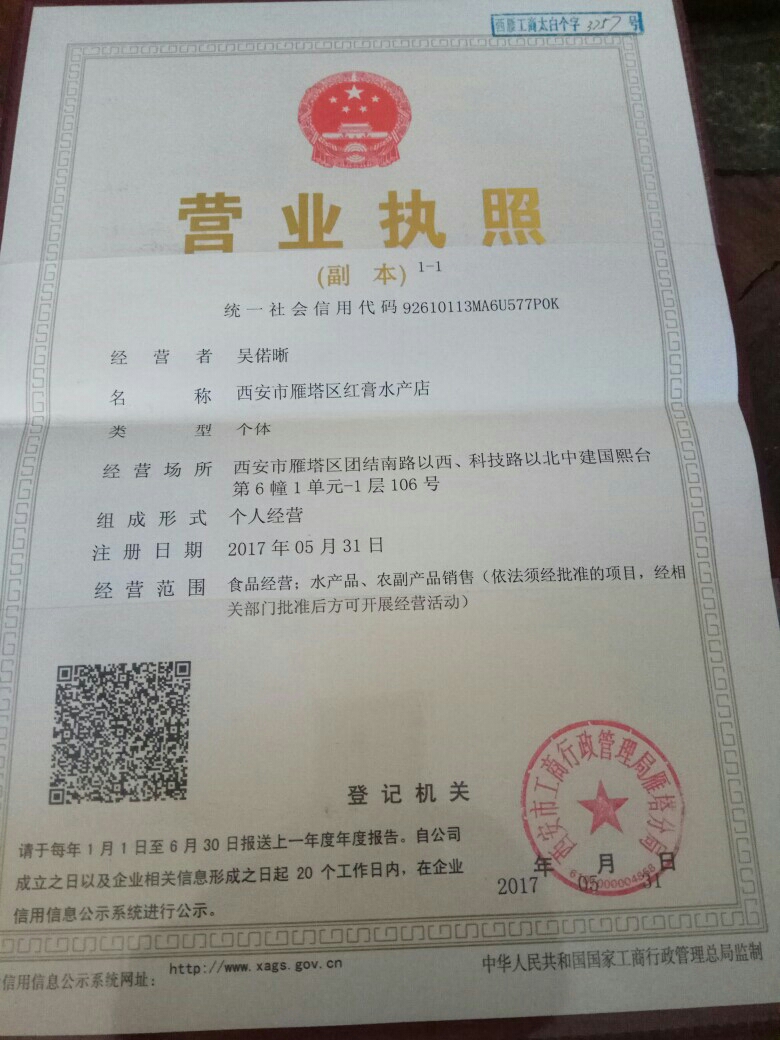 西雁工商太白个字3257号
营业执照
(副 本) 1-1
统一社会信用代码 92610113MA6U577P0K
经营者 吴偌晰
名称 西安市雁塔区红膏水产店
类型 个体
经营场所 西安市雁塔区团结南路以西、科技路以北中建国熙台
第6幢1单元-1层106号
组成形式 个人经营
注册日期 2017年05月31日
经营范围 食品经营；水产品、农副产品销售（依法须经批准的项目，经相
关部门批准后方可开展经营活动）
登记机关
西安市工商行政管理局雁塔分局
请于每年1月1日至6月30日报送上一年度年度报告。自公司
成立之日以及企业相关信息形成之日起 20 个工作日内，在企业
信用信息公示系统进行公示。
年 月 日
2017 05 31
信用信息公示系统网址： http://www.xags.gov.cn
中华人民共和国国家工商行政管理总局监制